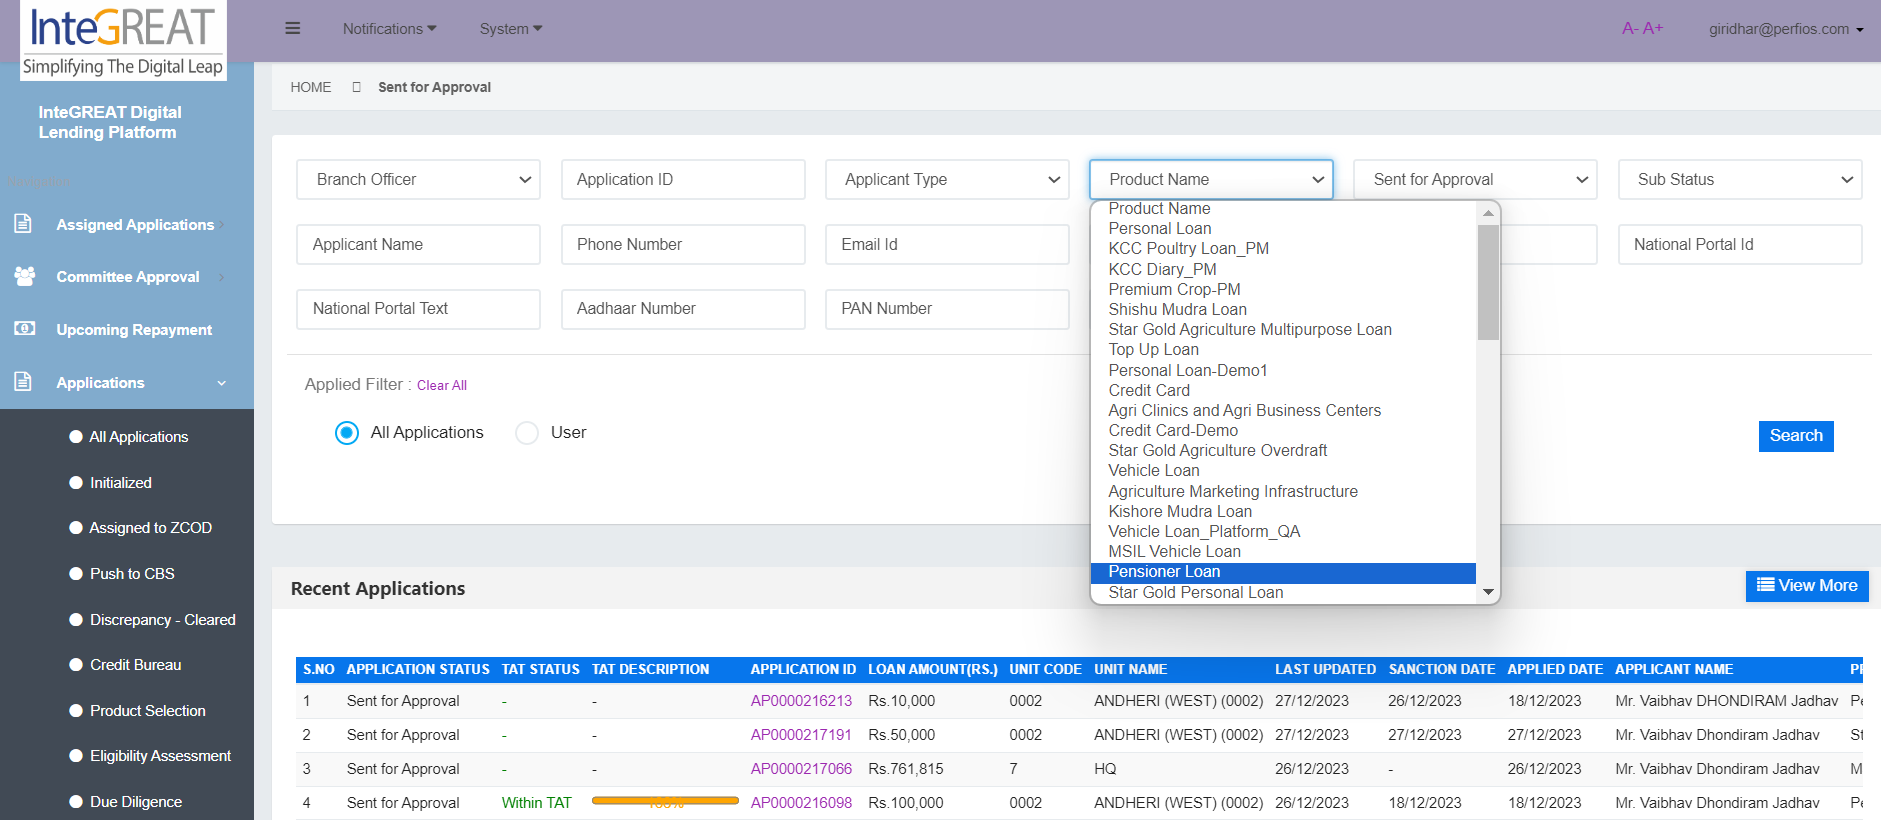 InteGREAT
Simplifying The Digital Leap
Notifications
System
A- A+
giridhar@perfios.com
InteGREAT Digital
Lending Platform
Navigation
Assigned Applications
Committee Approval
Upcoming Repayment
Applications
All Applications
Initialized
Assigned to ZCOD
Push to CBS
Discrepancy - Cleared
Credit Bureau
Product Selection
Eligibility Assessment
Due Diligence
HOME Sent for Approval
Branch Officer Application ID Applicant Type Product Name Sent for Approval Sub Status
Applicant Name Phone Number Email Id National Portal Id
National Portal Text Aadhaar Number PAN Number
Product Name
Personal Loan
KCC Poultry Loan_PM
KCC Diary_PM
Premium Crop-PM
Shishu Mudra Loan
Star Gold Agriculture Multipurpose Loan
Top Up Loan
Personal Loan-Demo1
Credit Card
Agri Clinics and Agri Business Centers
Credit Card-Demo
Star Gold Agriculture Overdraft
Vehicle Loan
Agriculture Marketing Infrastructure
Kishore Mudra Loan
Vehicle Loan_Platform_QA
MSIL Vehicle Loan
Pensioner Loan
Star Gold Personal Loan
Applied Filter : Clear All
All Applications User
Search
Recent Applications
View More
S.NO APPLICATION STATUS TAT STATUS TAT DESCRIPTION APPLICATION ID LOAN AMOUNT(RS.) UNIT CODE UNIT NAME LAST UPDATED SANCTION DATE APPLIED DATE APPLICANT NAME
1 Sent for Approval - - AP0000216213 Rs.10,000 0002 ANDHERI (WEST) (0002) 27/12/2023 26/12/2023 18/12/2023 Mr. Vaibhav DHONDIRAM Jadhav
2 Sent for Approval - - AP0000217191 Rs.50,000 0002 ANDHERI (WEST) (0002) 27/12/2023 27/12/2023 27/12/2023 Mr. Vaibhav Dhondiram Jadhav
3 Sent for Approval - - AP0000217066 Rs.761,815 7 HQ 26/12/2023 - 26/12/2023 Mr. Vaibhav Dhondiram Jadhav
4 Sent for Approval Within TAT 100% AP0000216098 Rs.100,000 0002 ANDHERI (WEST) (0002) 26/12/2023 18/12/2023 18/12/2023 Mr. Vaibhav Dhondiram Jadhav